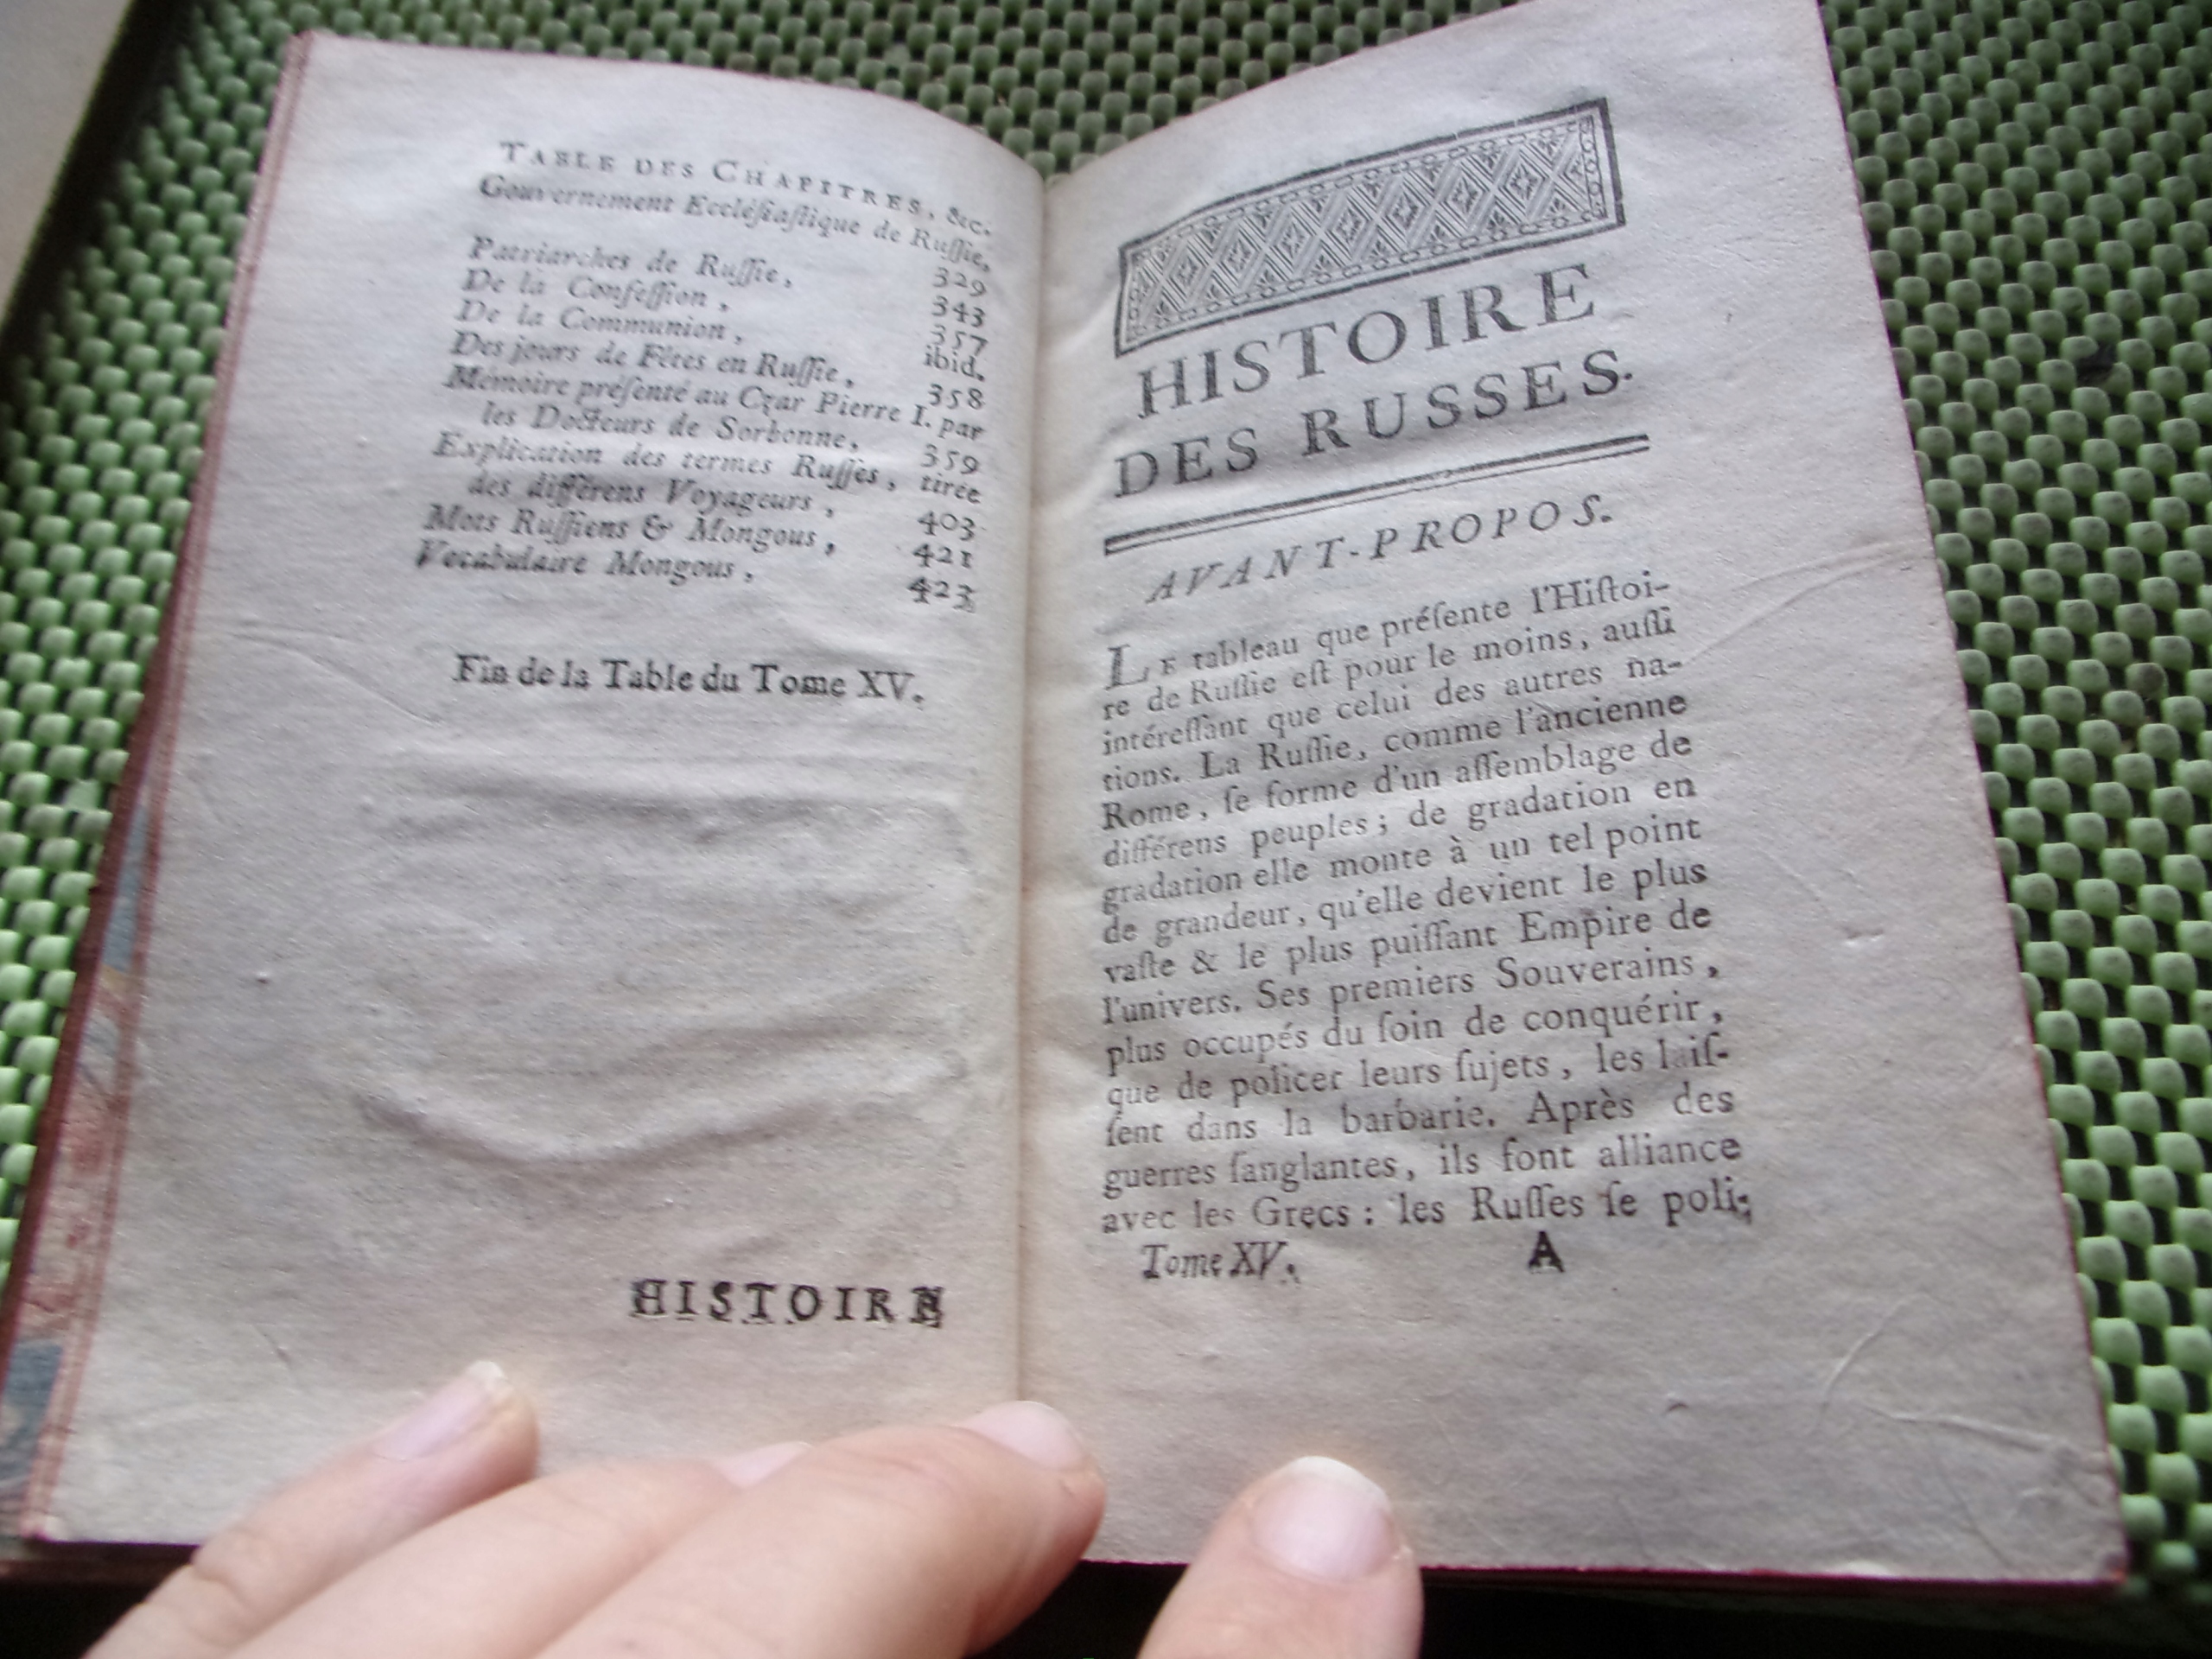 TABLE DES CHAPITRES, &c.
Gouvernement Eccléſiaſtique de Ruſſie,
329
Patriarches de Ruſſie, 343
De la Confeſſion, 357
De la Communion, ibid.
Des jours de Fêtes en Ruſſie, 358
Mémoire préſenté au Czar Pierre I. par
les Docteurs de Sorbonne, 359
Explication des termes Ruſſes, tirée
des différens Voyageurs, 403
Mots Ruſſiens & Mongous, 421
Vocabulaire Mongous, 423
Fin de la Table du Tome XV.
HISTOIRE
HISTOIRE
DES RUSSES.
AVANT-PROPOS.
LE tableau que préſente l'Hiſtoi-
re de Ruſſie eſt pour le moins, auſſi
intéreſſant que celui des autres na-
tions. La Ruſſie, comme l'ancienne
Rome, ſe forme d'un aſſemblage de
différens peuples; de gradation en
gradation elle monte à un tel point
de grandeur, qu'elle devient le plus
vaſte & le plus puiſſant Empire de
l'univers. Ses premiers Souverains,
plus occupés du ſoin de conquérir,
que de policer leurs ſujets, les laiſ-
ſent dans la barbarie. Après des
guerres ſanglantes, ils font alliance
avec les Grecs: les Ruſſes ſe poli-
Tome XV. A